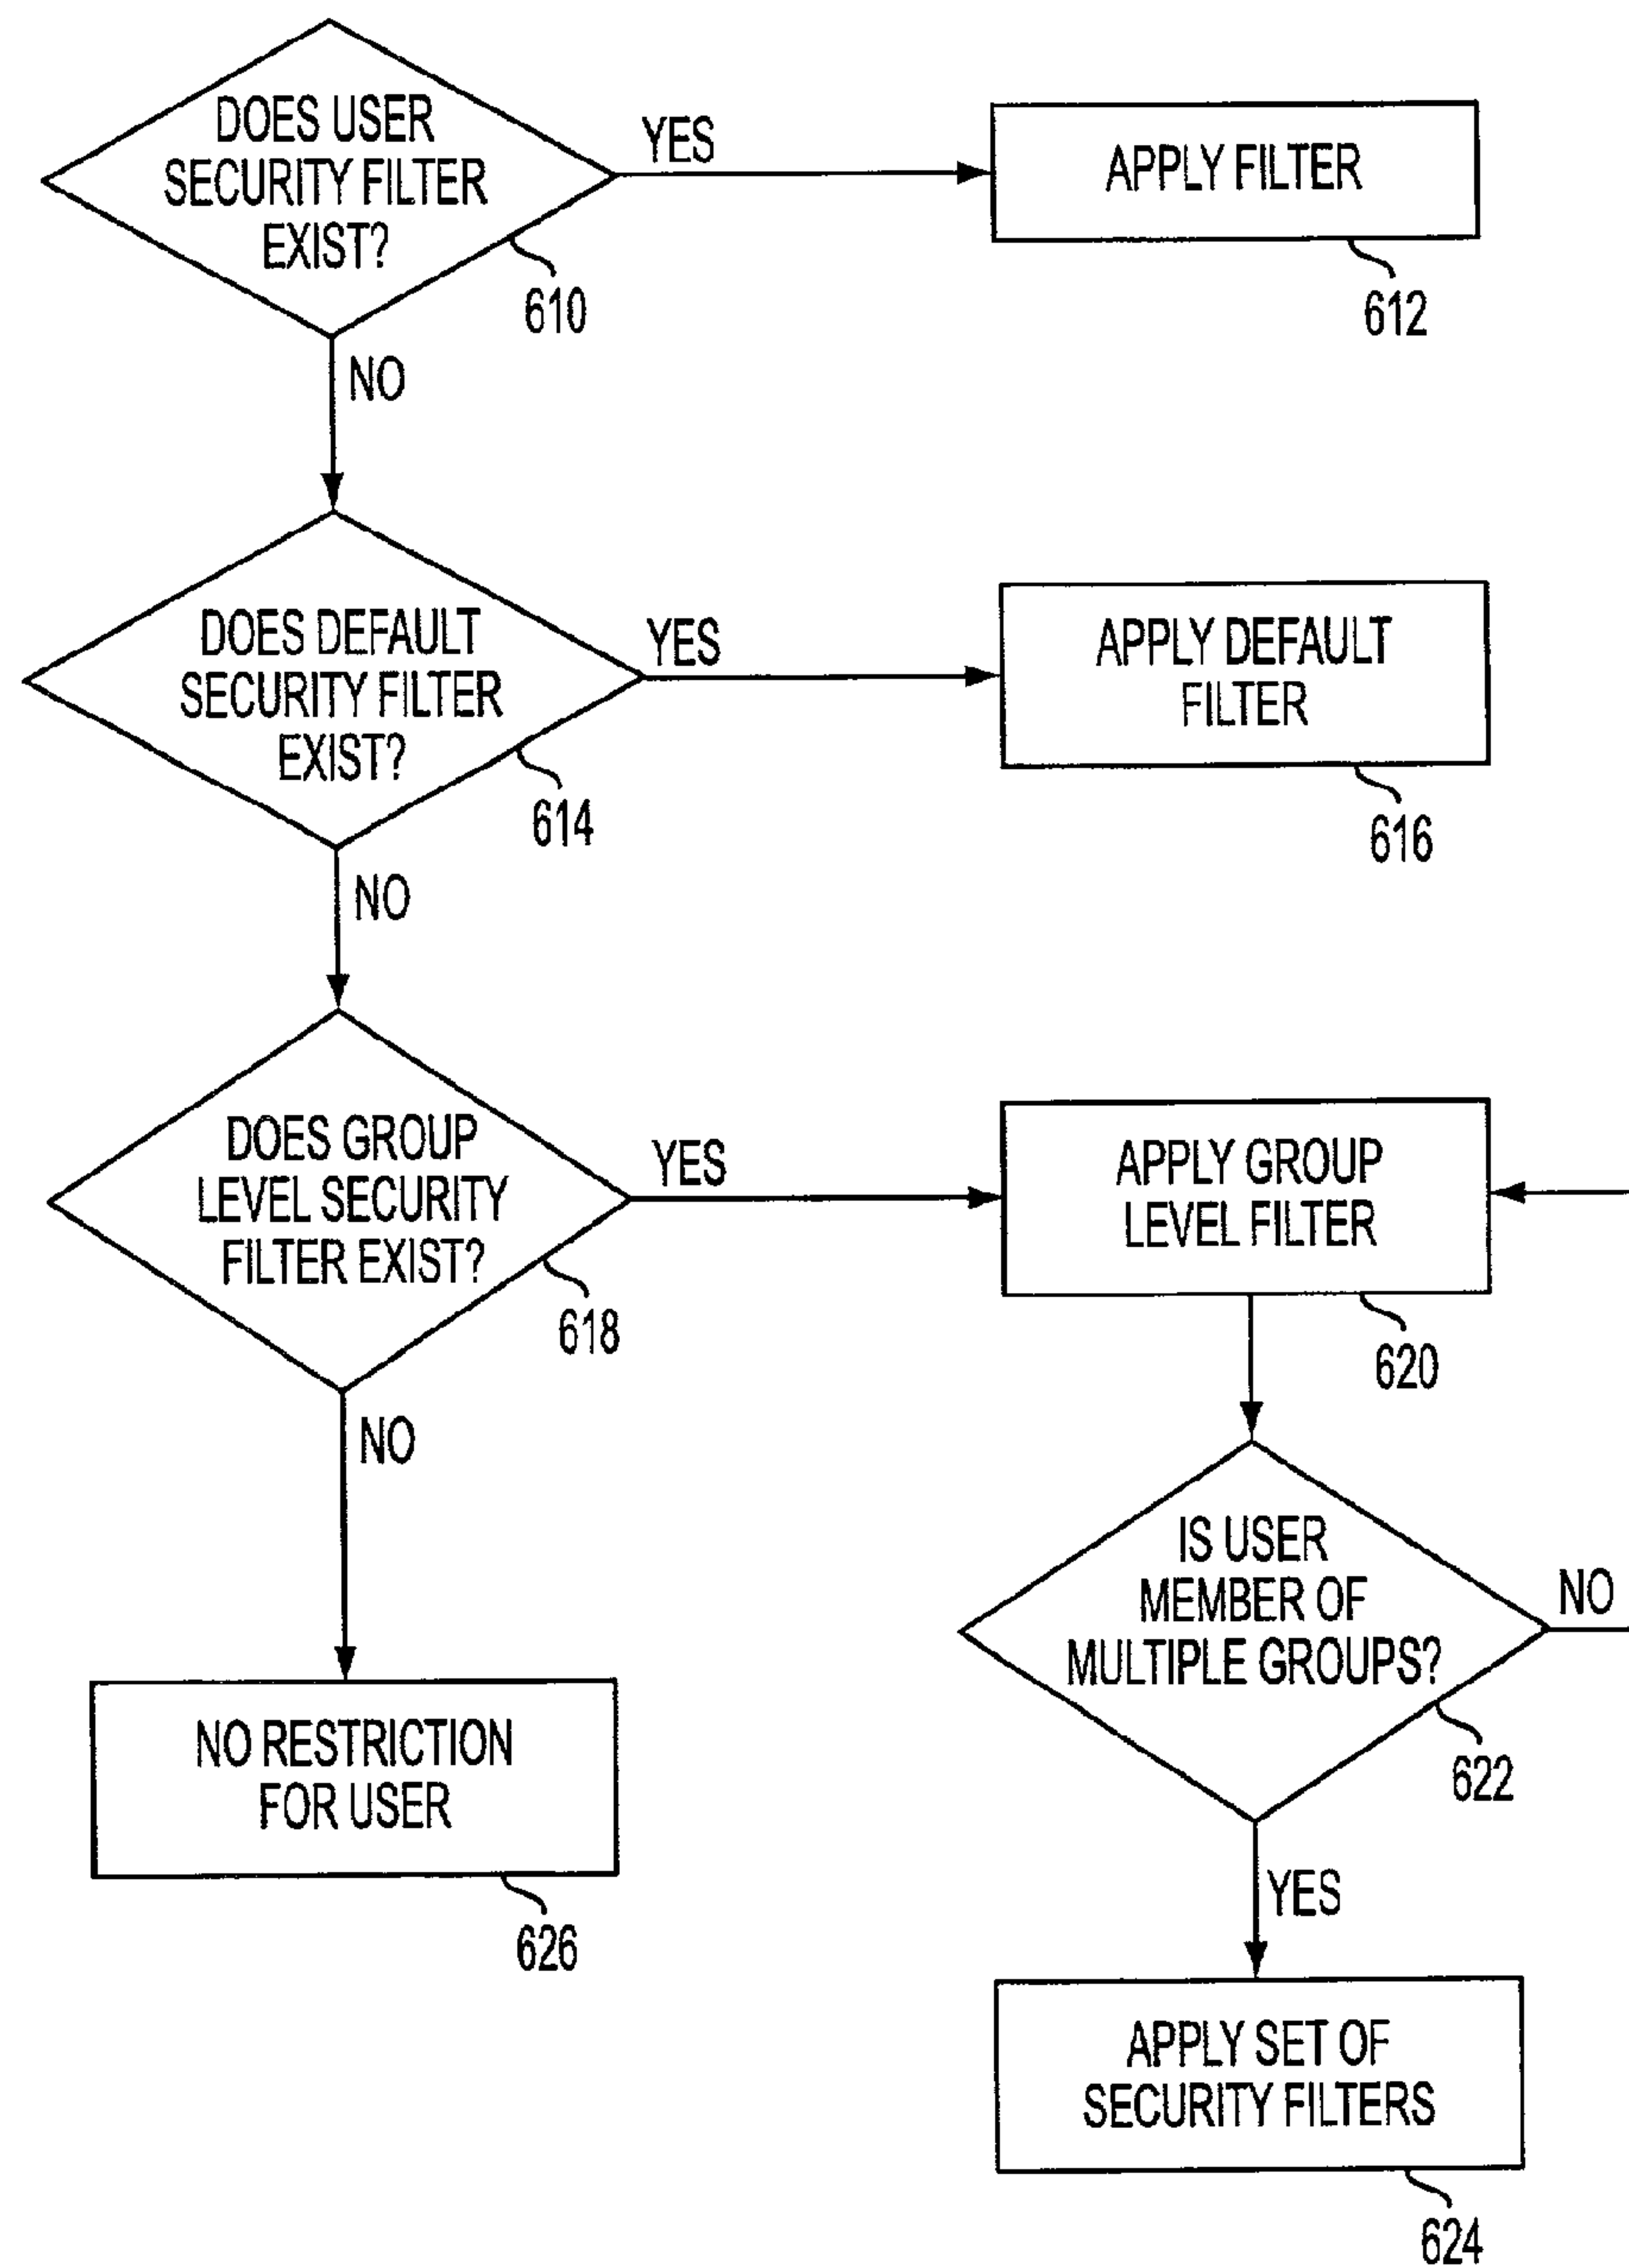 DOES USER
SECURITY FILTER
EXIST?
610
YES
APPLY FILTER
612
NO
DOES DEFAULT
SECURITY FILTER
EXIST?
614
YES
APPLY DEFAULT
FILTER
616
NO
DOES GROUP
LEVEL SECURITY
FILTER EXIST?
618
YES
APPLY GROUP
LEVEL FILTER
620
NO
IS USER
MEMBER OF
MULTIPLE GROUPS?
622
NO
NO RESTRICTION
FOR USER
626
YES
APPLY SET OF
SECURITY FILTERS
624